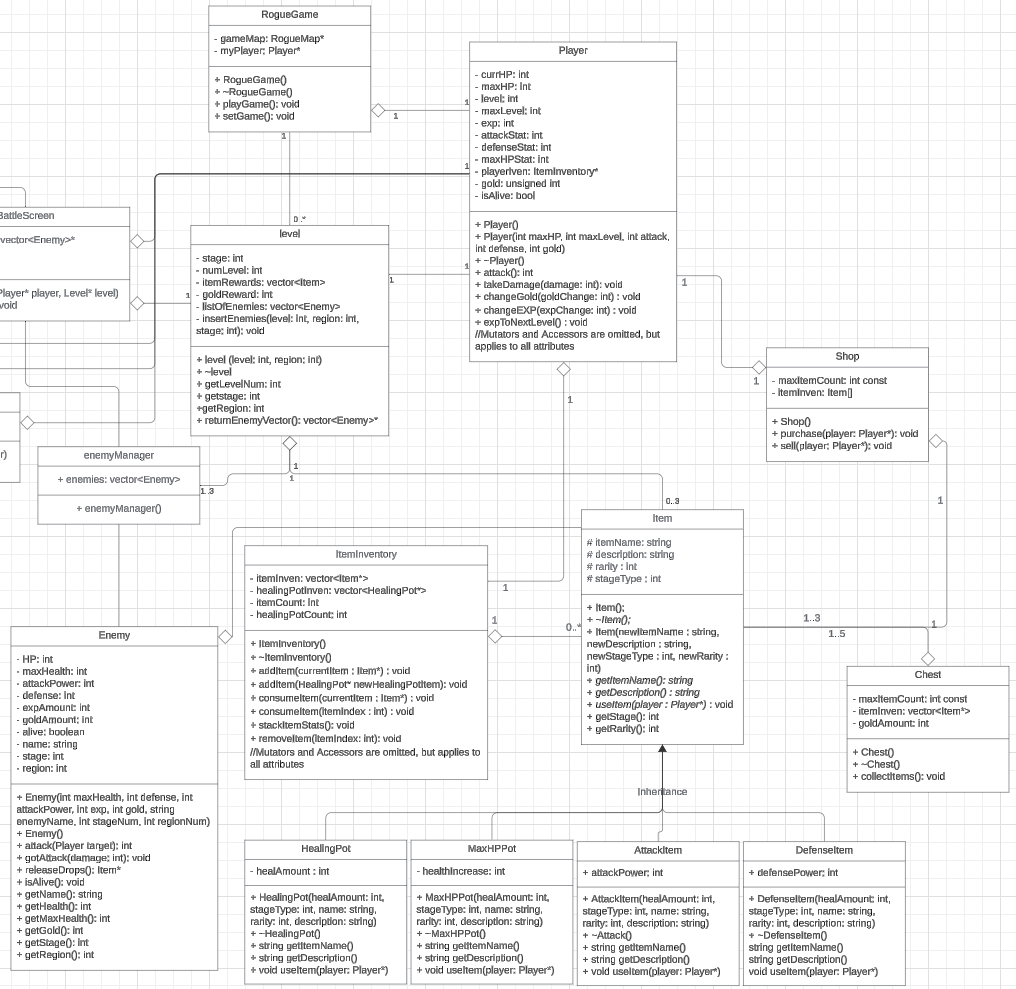 RogueGame
- gameMap: RogueMap*
- myPlayer: Player*
+ RogueGame()
+ ~RogueGame()
+ playGame(): void
+ setGame(): void
1
1
1
Player
- currHP: int
- maxHP: int
- level: int
- maxLevel: int
- exp: int
- attackStat: int
- defenseStat: int
- maxHPStat: int
- playerIven: ItemInventory*
- gold: unsigned int
- isAlive: bool
+ Player()
+ Player(int maxHP, int maxLevel, int attack,
int defense, int gold)
+ ~Player()
+ attack(): int
+ takeDamage(damage: int): void
+ changeGold(goldChange: int) : void
+ changeEXP(expChange: int) : void
+ expToNextLevel() : void
//Mutators and Accessors are omitted, but
applies to all attributes
1
1
1
1
1
BattleScreen
vector<Enemy>*
Player* player, Level* level)
void
1
r)
0..*
level
- stage: int
- numLevel: int
- itemRewards: vector<Item>
- goldReward: int
- listOfEnemies: vector<Enemy>
- insertEnemies(level: int, region: int,
stage: int): void
+ level (level: int, region: int)
+ ~level
+ getLevelNum: int
+ getstage: int
+getRegion: int
+ returnEnemyVector(): vector<Enemy>*
1
1
Shop
- maxItemCount: int const
- itemInven: Item[]
+ Shop()
+ purchase(player: Player*): void
+ sell(player: Player*): void
1
1
enemyManager
+ enemies: vector<Enemy>
+ enemyManager()
1..3
0..3
Item
# itemName: string
# description: string
# rarity : int
# stageType : int
+ Item();
+ ~Item();
+ Item(newItemName : string,
newDescription : string,
newStageType : int, newRarity :
int)
+ getItemName(): string
+ getDescription() : string
+ useItem(player : Player*) : void
+ getStage(): int
+ getRarity(): int
ItemInventory
- itemInven: vector<Item*>
- healingPotInven: vector<HealingPot*>
- itemCount: int
- healingPotCount: int
+ ItemInventory()
+ ~ItemInventory()
+ addItem(currentItem : Item*) : void
+ addItem(HealingPot* newHealingPotItem): void
+ consumeItem(currentItem : Item*) : void
+ consumeItem(itemIndex : int) : void
+ stackItemStats(): void
+ removeItem(itemIndex: int): void
//Mutators and Accessors are omitted, but applies to
all attributes
1
1
0..*
1..3
1..5
1
Enemy
- HP: int
- maxHealth: int
- attackPower: int
- defense: int
- expAmount: int
- goldAmount: int
- alive: boolean
- name: string
- stage: int
- region: int
+ Enemy(int maxHealth, int defense, int
attackPower, int exp, int gold, string
enemyName, int stageNum, int regionNum)
+ Enemy()
+ attack(Player target): int
+ gotAttack(damage: int): void
+ releaseDrops(): Item*
+ isAlive(): void
+ getName(): string
+ getHealth(): int
+ getMaxHealth(): int
+ getGold(): int
+ getStage(): int
+ getRegion(): int
Chest
- maxItemCount: int const
- itemInven: vector<Item*>
- goldAmount: int
+ Chest()
+ ~Chest()
+ collectItems(): void
Inheritance
HealingPot
- healAmount : int
+ HealingPot(healAmount: int,
stageType: int, name: string,
rarity: int, description: string)
+ ~HealingPot()
+ string getItemName()
+ string getDescription()
+ void useItem(player: Player*)
MaxHPPot
- healthIncrease: int
+ MaxHPPot(healAmount: int,
stageType: int, name: string,
rarity: int, description: string)
+ ~MaxHPPot()
+ string getItemName()
+ string getDescription()
+ void useItem(player: Player*)
AttackItem
+ attackPower: int
+ AttackItem(healAmount: int,
stageType: int, name: string,
rarity: int, description: string)
+ ~Attack()
+ string getItemName()
+ string getDescription()
+ void useItem(player: Player*)
DefenseItem
+ defensePower: int
+ DefenseItem(healAmount: int,
stageType: int, name: string,
rarity: int, description: string)
+ ~DefenseItem()
string getItemName()
string getDescription()
void useItem(player: Player*)